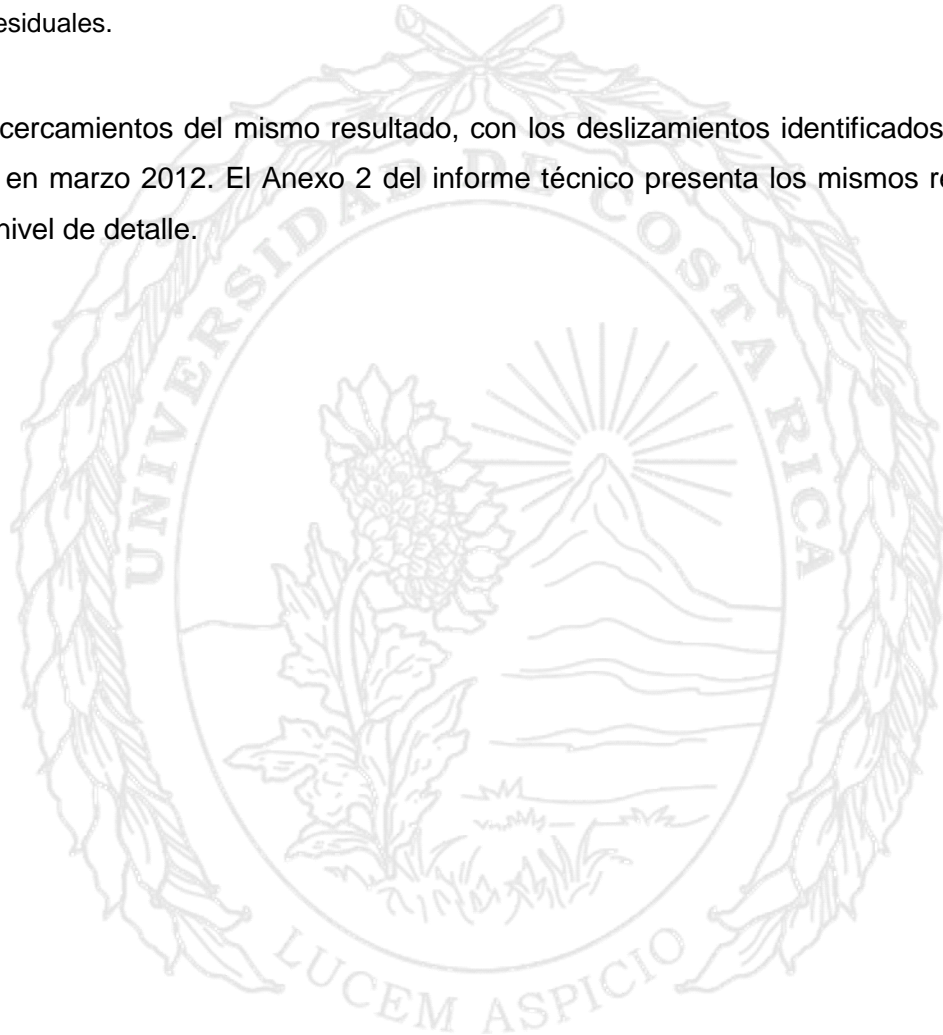 esiduales.
cercamientos del mismo resultado, con los deslizamientos identificados
en marzo 2012. El Anexo 2 del informe técnico presenta los mismos re
nivel de detalle.
UNIVERSIDAD DE COSTA RICA
LUCEM ASPICIO